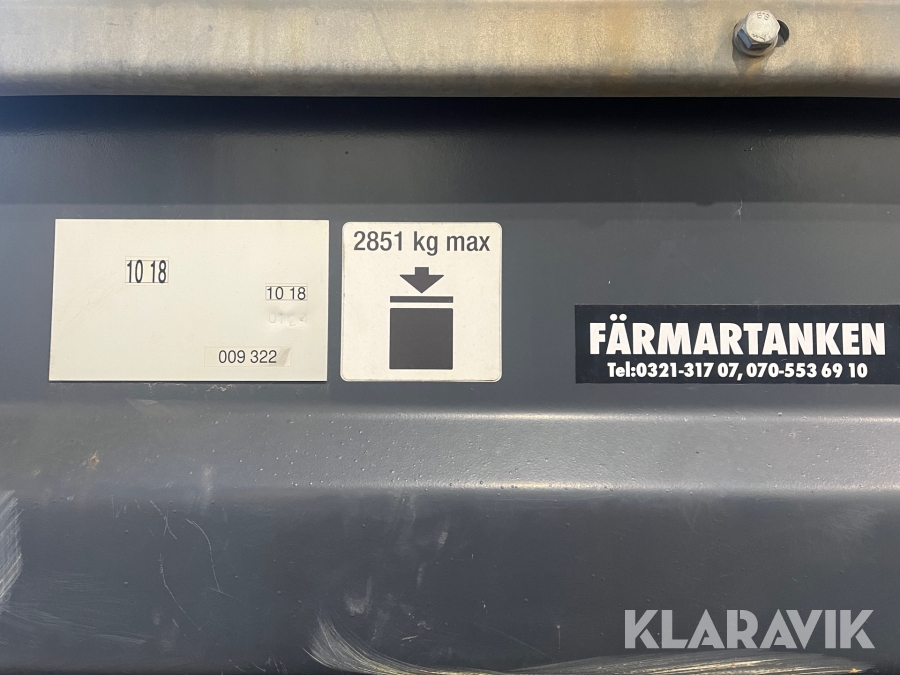 10 18
10 18
009 322
2851 kg max
FÄRMARTANKEN
Tel:0321-317 07, 070-553 69 10
KLARAVIK